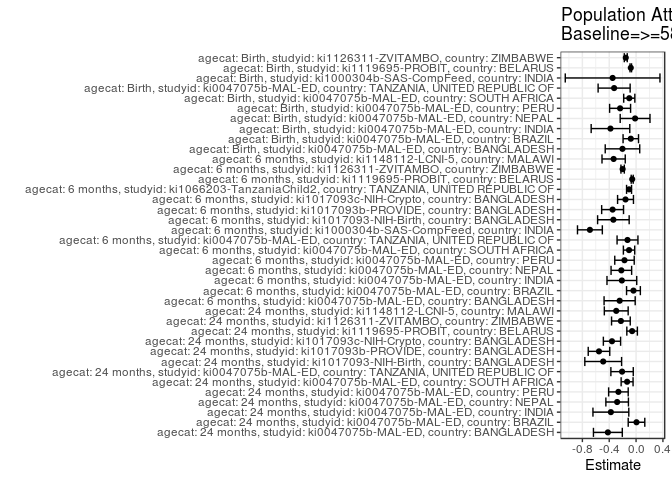 Population Att
Baseline=>=58
agecat: Birth, studyid: ki1126311-ZVITAMBO, country: ZIMBABWE
agecat: Birth, studyid: ki1119695-PROBIT, country: BELARUS
agecat: Birth, studyid: ki1000304b-SAS-CompFeed, country: INDIA
agecat: Birth, studyid: ki0047075b-MAL-ED, country: TANZANIA, UNITED REPUBLIC OF
agecat: Birth, studyid: ki0047075b-MAL-ED, country: SOUTH AFRICA
agecat: Birth, studyid: ki0047075b-MAL-ED, country: PERU
agecat: Birth, studyid: ki0047075b-MAL-ED, country: NEPAL
agecat: Birth, studyid: ki0047075b-MAL-ED, country: INDIA
agecat: Birth, studyid: ki0047075b-MAL-ED, country: BRAZIL
agecat: Birth, studyid: ki0047075b-MAL-ED, country: BANGLADESH
agecat: 6 months, studyid: ki1148112-LCNI-5, country: MALAWI
agecat: 6 months, studyid: ki1126311-ZVITAMBO, country: ZIMBABWE
agecat: 6 months, studyid: ki1119695-PROBIT, country: BELARUS
agecat: 6 months, studyid: ki1066203-TanzaniaChild2, country: TANZANIA, UNITED REPUBLIC OF
agecat: 6 months, studyid: ki1017093c-NIH-Crypto, country: BANGLADESH
agecat: 6 months, studyid: ki1017093b-PROVIDE, country: BANGLADESH
agecat: 6 months, studyid: ki1017093-NIH-Birth, country: BANGLADESH
agecat: 6 months, studyid: ki1000304b-SAS-CompFeed, country: INDIA
agecat: 6 months, studyid: ki0047075b-MAL-ED, country: TANZANIA, UNITED REPUBLIC OF
agecat: 6 months, studyid: ki0047075b-MAL-ED, country: SOUTH AFRICA
agecat: 6 months, studyid: ki0047075b-MAL-ED, country: PERU
agecat: 6 months, studyid: ki0047075b-MAL-ED, country: NEPAL
agecat: 6 months, studyid: ki0047075b-MAL-ED, country: INDIA
agecat: 6 months, studyid: ki0047075b-MAL-ED, country: BRAZIL
agecat: 6 months, studyid: ki0047075b-MAL-ED, country: BANGLADESH
agecat: 24 months, studyid: ki1148112-LCNI-5, country: MALAWI
agecat: 24 months, studyid: ki1126311-ZVITAMBO, country: ZIMBABWE
agecat: 24 months, studyid: ki1119695-PROBIT, country: BELARUS
agecat: 24 months, studyid: ki1017093c-NIH-Crypto, country: BANGLADESH
agecat: 24 months, studyid: ki1017093b-PROVIDE, country: BANGLADESH
agecat: 24 months, studyid: ki1017093-NIH-Birth, country: BANGLADESH
agecat: 24 months, studyid: ki0047075b-MAL-ED, country: TANZANIA, UNITED REPUBLIC OF
agecat: 24 months, studyid: ki0047075b-MAL-ED, country: SOUTH AFRICA
agecat: 24 months, studyid: ki0047075b-MAL-ED, country: PERU
agecat: 24 months, studyid: ki0047075b-MAL-ED, country: NEPAL
agecat: 24 months, studyid: ki0047075b-MAL-ED, country: INDIA
agecat: 24 months, studyid: ki0047075b-MAL-ED, country: BRAZIL
agecat: 24 months, studyid: ki0047075b-MAL-ED, country: BANGLADESH
-0.8 -0.4 0.0 0.4
Estimate